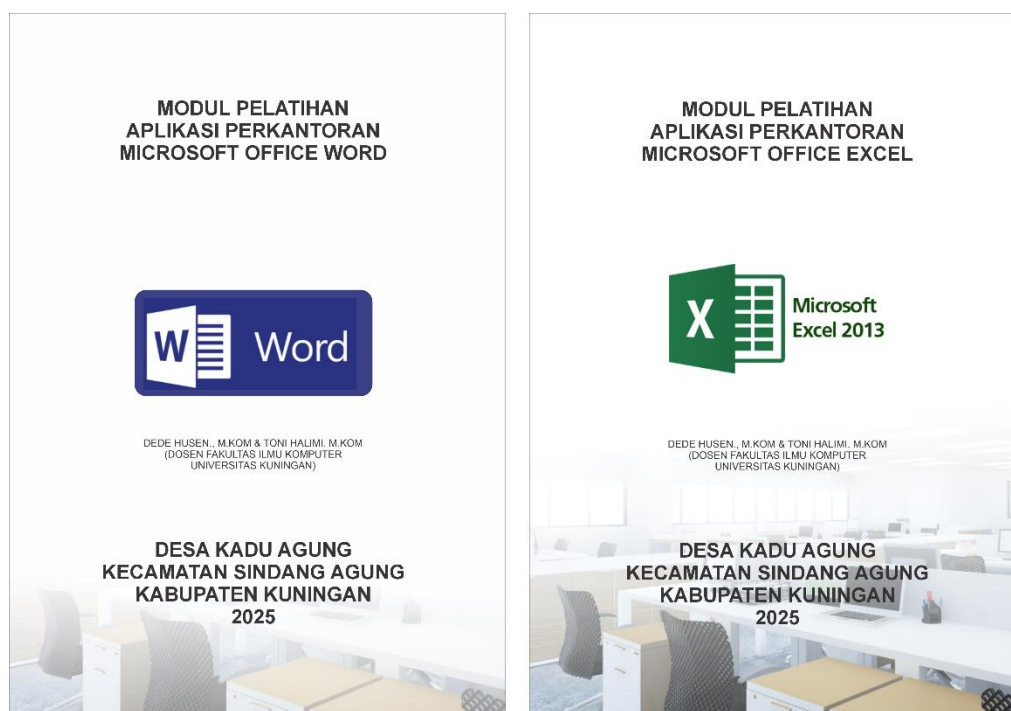 MODUL PELATIHAN
APLIKASI PERKANTORAN
MICROSOFT OFFICE WORD
W
Word
DEDE HUSEN., M.KOM & TONI HALIMI. M.KOM
(DOSEN FAKULTAS ILMU KOMPUTER
UNIVERSITAS KUNINGAN)
DESA KADU AGUNG
KECAMATAN SINDANG AGUNG
KABUPATEN KUNINGAN
2025
MODUL PELATIHAN
APLIKASI PERKANTORAN
MICROSOFT OFFICE EXCEL
X
Microsoft
Excel 2013
DEDE HUSEN., M.KOM & TONI HALIMI. M.KOM
(DOSEN FAKULTAS ILMU KOMPUTER
UNIVERSITAS KUNINGAN)
DESA KADU AGUNG
KECAMATAN SINDANG AGUNG
KABUPATEN KUNINGAN
2025